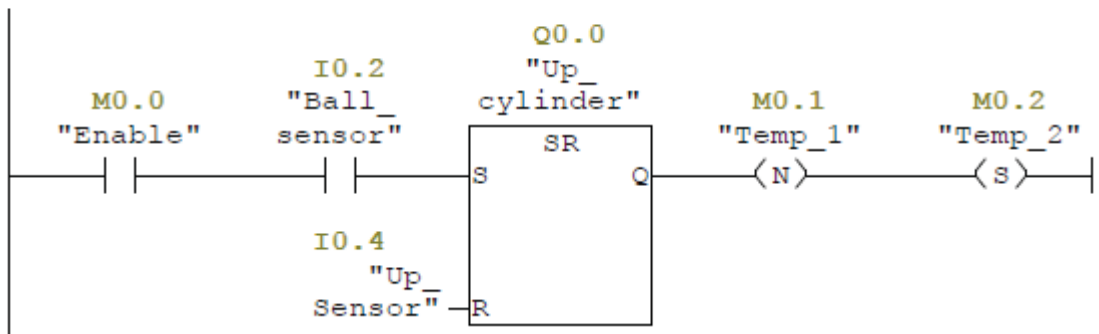 Q0.0
I0.2
"Up_
M0.0
"Ball_
cylinder"
M0.1
M0.2
"Enable"
sensor"
SR
"Temp_1"
"Temp_2"
S
Q
N
S
I0.4
"Up_
Sensor"
R